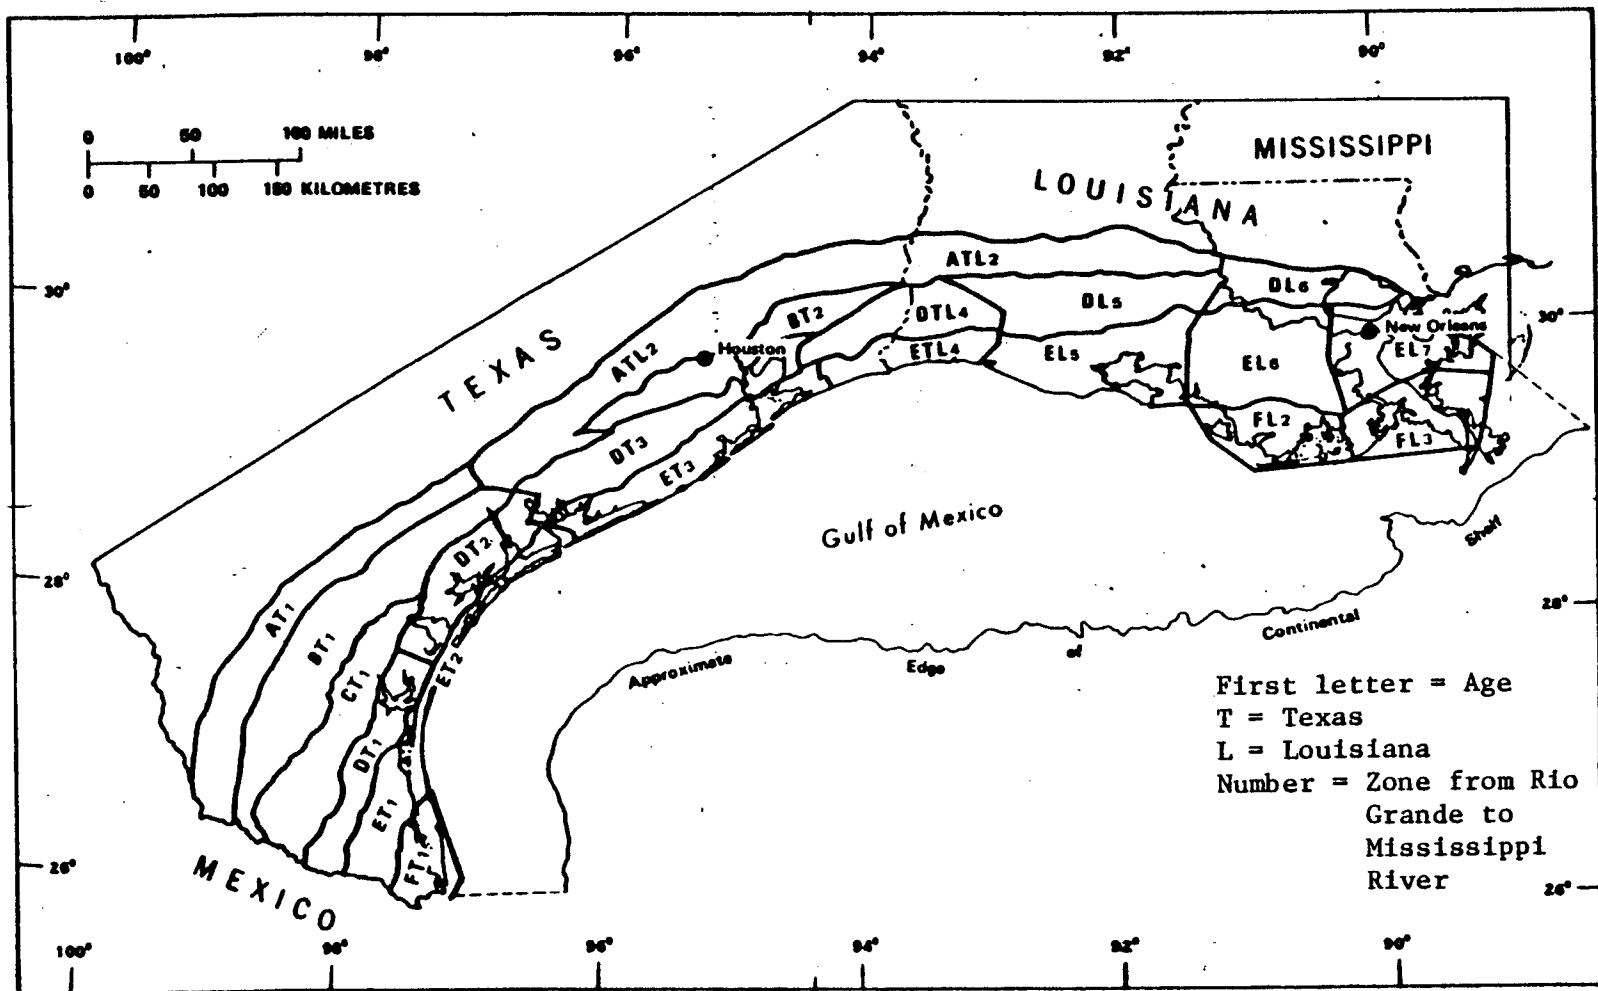 100° 98° 96° 94° 92° 90°
0 50 100 MILES
0 50 100 150 KILOMETRES
MISSISSIPPI
LOUISIANA
TEXAS
30°
ATL2
DL6
BT2
DTL4
DL5
30°
Houston
New Orleans
ATL2
ETL4
EL5
EL6
EL7
FL2
FL3
DT3
ET3
Gulf of Mexico
Shelf
DT2
28°
28°
AT1
BT1
CT1
ET2
Approximate Edge of Continental
DT1
ET1
FT1
First letter = Age
T = Texas
L = Louisiana
Number = Zone from Rio
Grande to
Mississippi
River
26°
26°
MEXICO
100° 98° 96° 94° 92° 90°